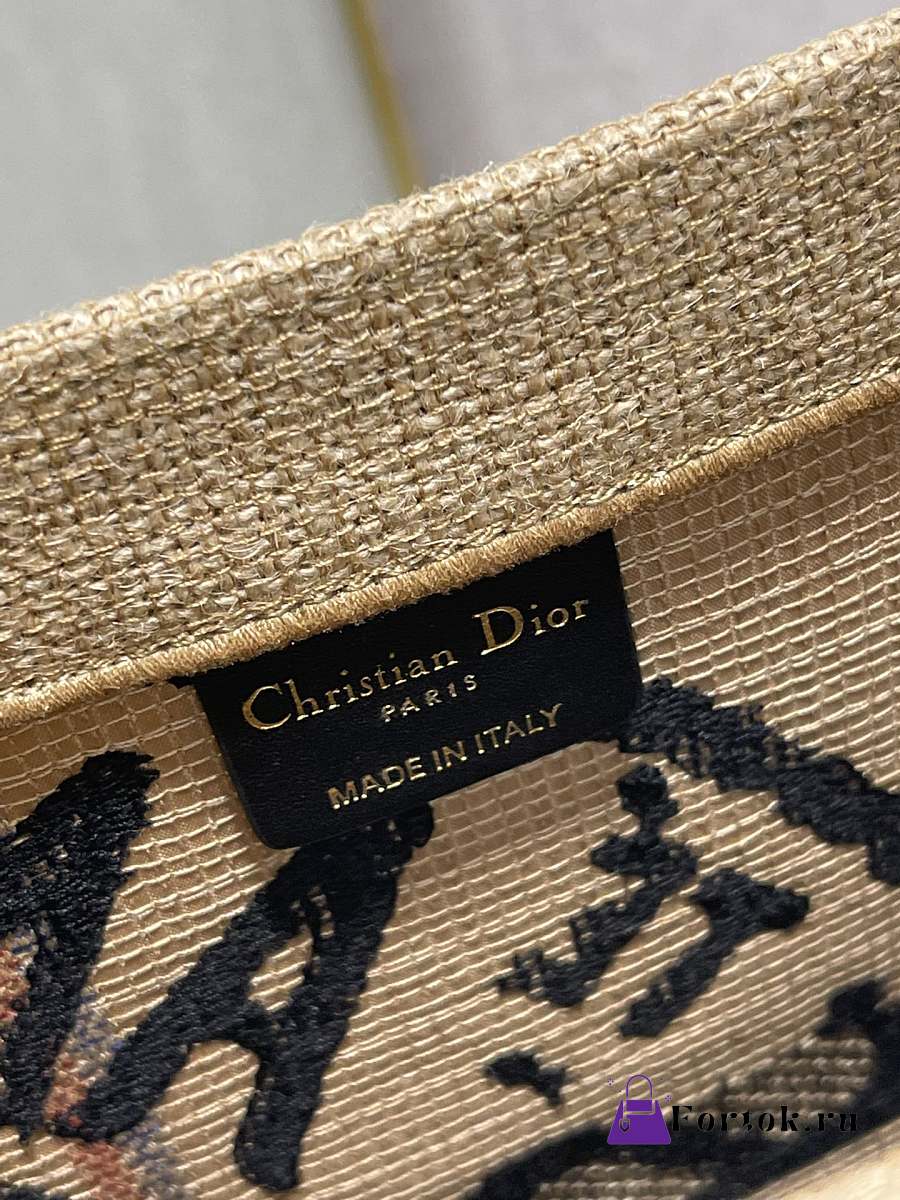 Christian Dior
PARIS
MADE IN ITALY
Fortok.ru